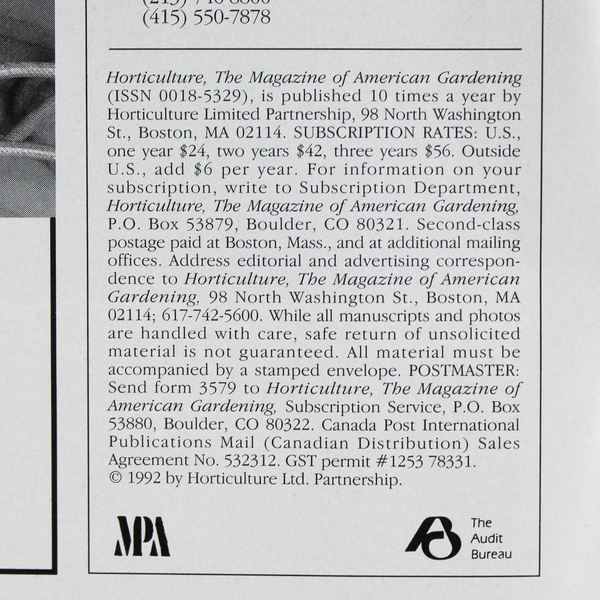 (415) 550-7878
Horticulture, The Magazine of American Gardening
(ISSN 0018-5329), is published 10 times a year by
Horticulture Limited Partnership, 98 North Washington
St., Boston, MA 02114. SUBSCRIPTION RATES: U.S.,
one year $24, two years $42, three years $56. Outside
U.S., add $6 per year. For information on your
subscription, write to Subscription Department,
Horticulture, The Magazine of American Gardening,
P.O. Box 53879, Boulder, CO 80321. Second-class
postage paid at Boston, Mass., and at additional mailing
offices. Address editorial and advertising correspon-
dence to Horticulture, The Magazine of American
Gardening, 98 North Washington St., Boston, MA
02114; 617-742-5600. While all manuscripts and photos
are handled with care, safe return of unsolicited
material is not guaranteed. All material must be
accompanied by a stamped envelope. POSTMASTER:
Send form 3579 to Horticulture, The Magazine of
American Gardening, Subscription Service, P.O. Box
53880, Boulder, CO 80322. Canada Post International
Publications Mail (Canadian Distribution) Sales
Agreement No. 532312. GST permit #1253 78331.
© 1992 by Horticulture Ltd. Partnership.
MPA
The
Audit
Bureau